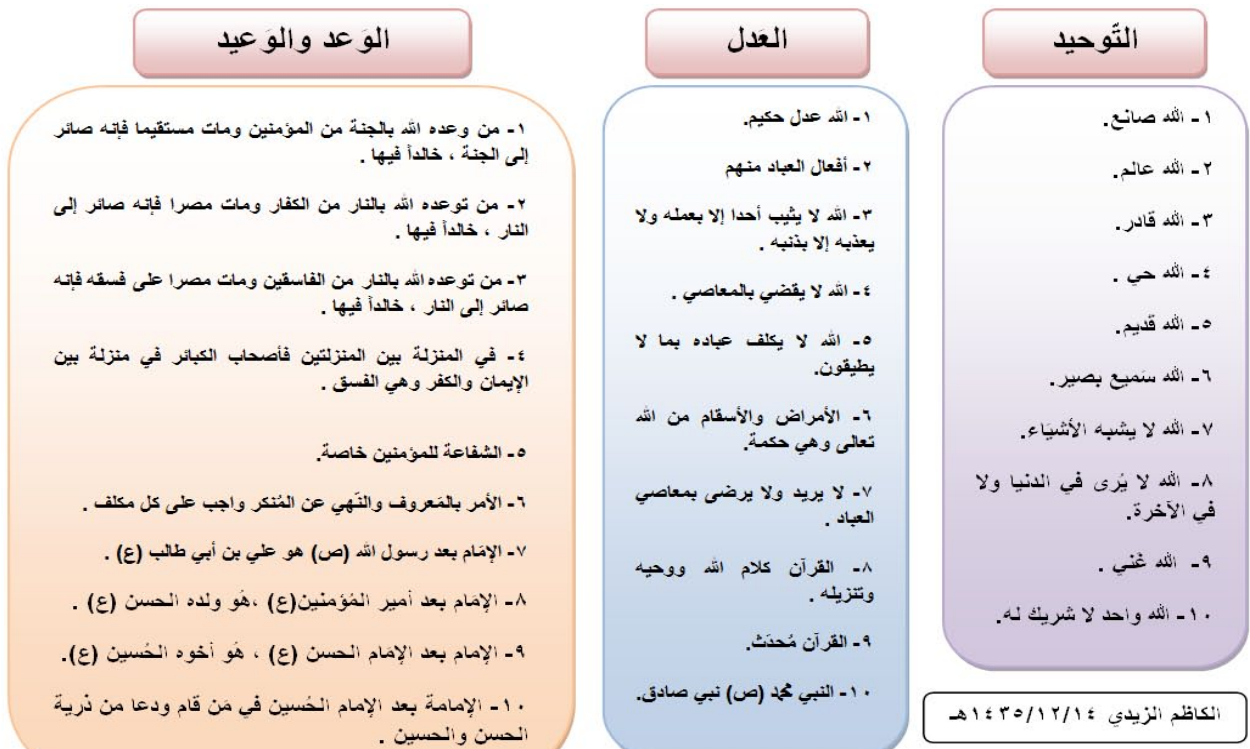 التّوحيد
١- الله صانع.
٢- الله عالم.
٣- الله قادر.
٤- الله حي .
٥- الله قديم.
٦- الله سَميع بصير.
٧- الله لا يشبه الأشيَاء.
٨- الله لا يُرى في الدنيا ولا
في الآخرة.
٩- الله غَني .
١٠- الله واحد لا شريك له.
الكاظم الزيدي ١٤٣٥/١٢/١٤هـ
العَدل
١- الله عدل حكيم.
٢- أفعال العباد منهم
٣- الله لا يثيب أحدا إلا بعمله ولا
يعذبه إلا بذنبه .
٤- الله لا يقضي بالمعاصي .
٥- الله لا يكلف عباده بما لا
يطيقون.
٦- الأمراض والأسقام من الله
تعالى وهي حكمة.
٧- لا يريد ولا يرضى بمعاصي
العباد .
٨- القرآن كلام الله ووحيه
وتنزيله .
٩- القرآن مُحدَث.
١٠- النبي محمد (ص) نبي صادق.
الوَعد والوَعيد
١- من وعده الله بالجنة من المؤمنين ومات مستقيما فإنه صائر
إلى الجنة ، خالداً فيها .
٢- من توعده الله بالنار من الكفار ومات مصرا فإنه صائر إلى
النار ، خالداً فيها .
٣- من توعده الله بالنار من الفاسقين ومات مصرا على فسقه فإنه
صائر إلى النار ، خالداً فيها .
٤- في المنزلة بين المنزلتين فأصحاب الكبائر في منزلة بين
الإيمان والكفر وهي الفسق .
٥- الشفاعة للمؤمنين خاصة.
٦- الأمر بالمَعروف والنّهي عن المُنكر واجب على كل مكلف .
٧- الإمَام بعد رسول الله (ص) هو علي بن أبي طالب (ع) .
٨- الإمَام بعد أمير المُؤمنين(ع) ،هُو ولده الحسن (ع) .
٩- الإمام بعد الإمَام الحسن (ع) ، هُو أخوه الحُسين (ع).
١٠- الإمامة بعد الإمام الحُسين في مَن قام ودعا من ذرية
الحسن والحسين .